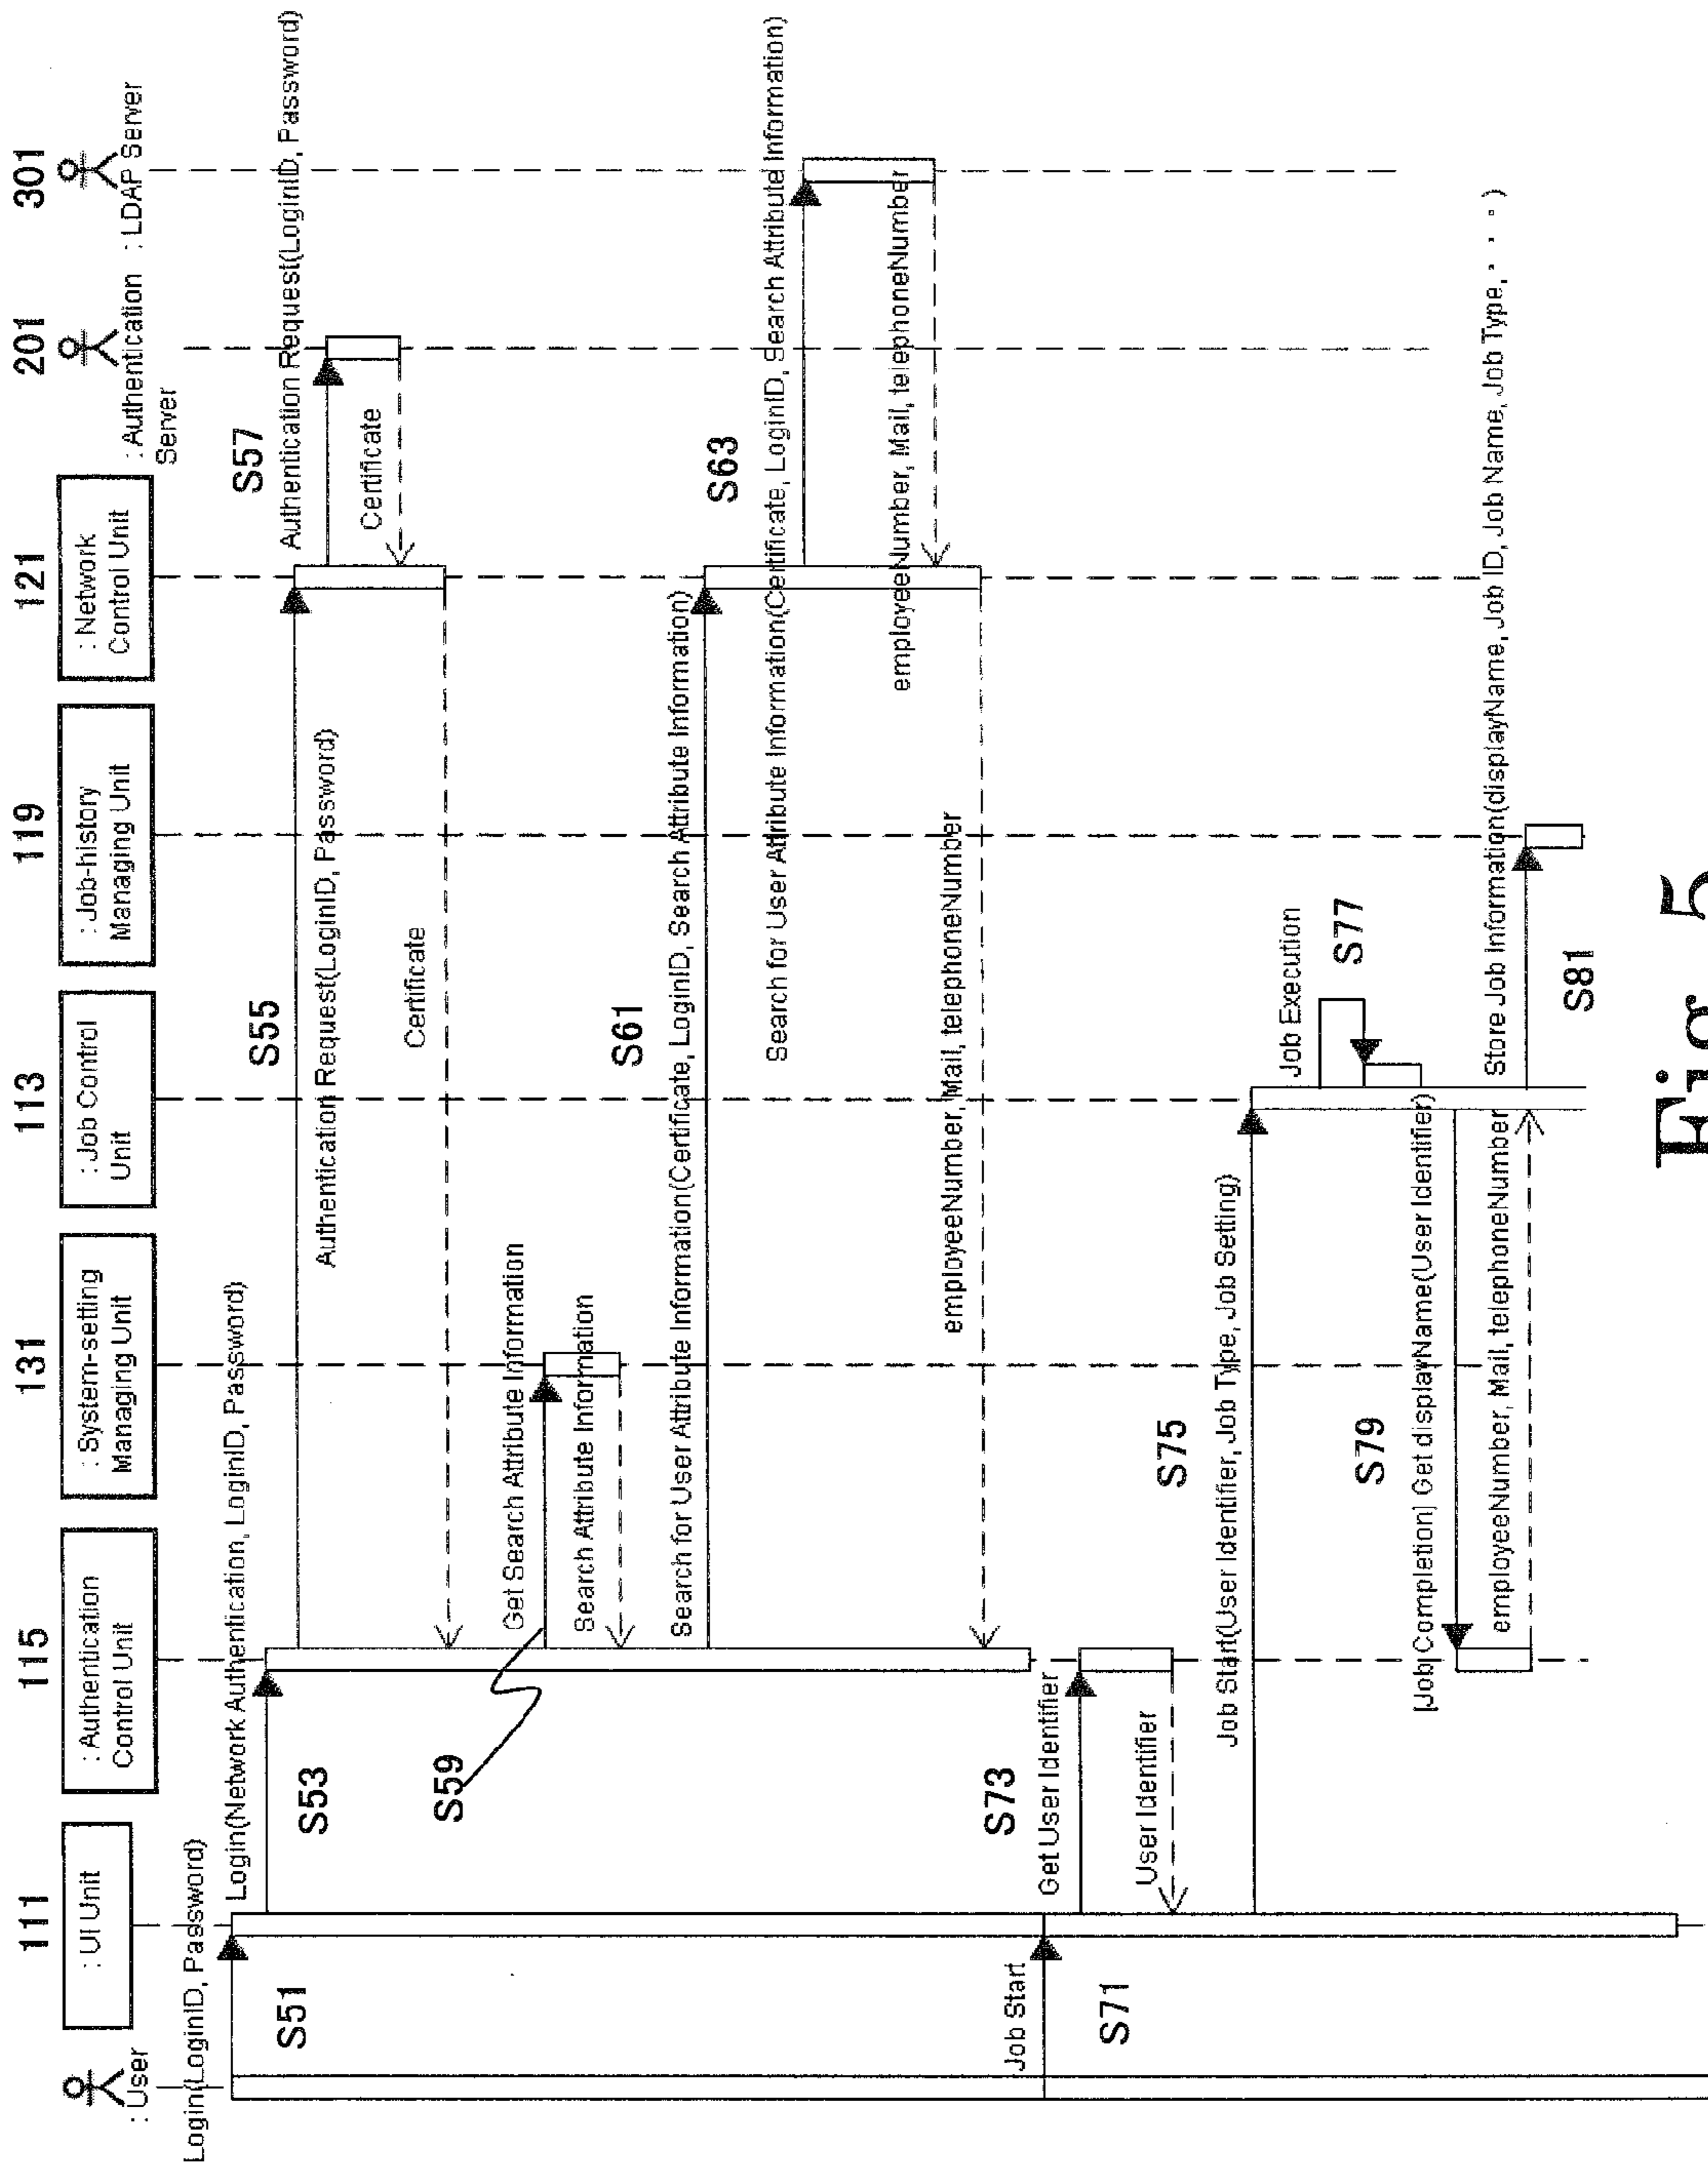 111
115
131
113
119
121
201
301
: User
: UI Unit
: Authentication
Control Unit
: System-setting
Managing Unit
: Job Control
Unit
: Job-history
Managing Unit
: Network
Control Unit
: Authentication
Server
: LDAP Server
Login(LoginID, Password)
S51
Login(Network Authentication, LoginID, Password)
S53
S55
Authentication Request(LoginID, Password)
S57
Authentication Request(LoginID, Password)
Certificate
Certificate
S59
Get Search Attribute Information
Search Attribute Information
S61
Search for User Attribute Information(Certificate, LoginID, Search Attribute Information)
S63
Search for User Attribute Information(Certificate, LoginID, Search Attribute Information)
employeeNumber, Mail, telephoneNumber
employeeNumber, Mail, telephoneNumber
Job Start
S71
S73
Get User Identifier
User Identifier
S75
Job Start(User Identifier, Job Type, Job Setting)
Job Execution
S77
S79
[Job Completion] Get displayName(User Identifier)
employeeNumber, Mail, telephoneNumber
Store Job Information(displayName, Job ID, Job Name, Job Type, ・・・)
S81
Fig. 5